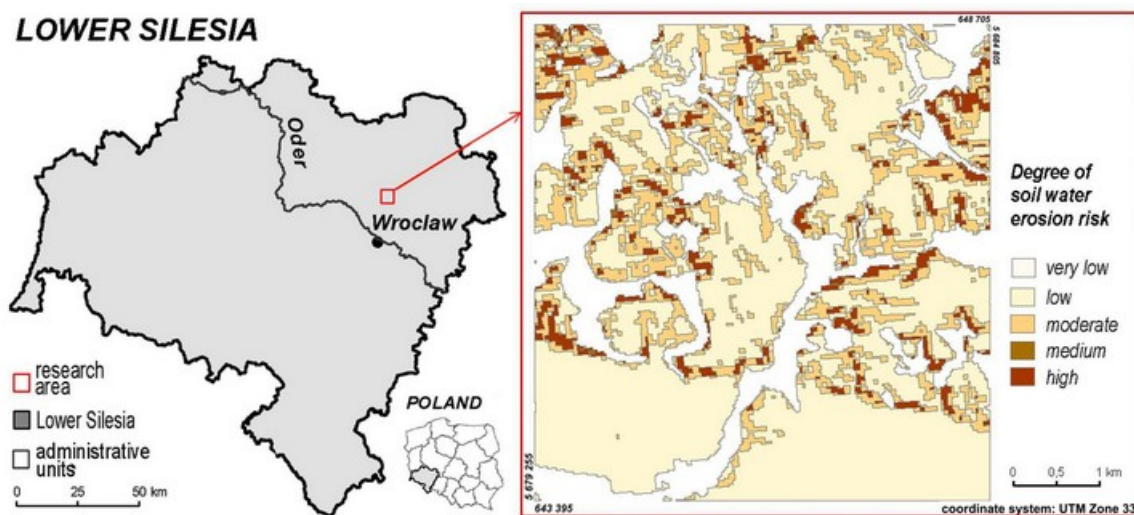 LOWER SILESIA
Oder
Wroclaw
research
area
Lower Silesia
administrative
units
0 25 50 km
POLAND
648 705
5 684 805
Degree of
soil water
erosion risk
very low
low
moderate
medium
high
0 0,5 1 km
5 679 255
643 395
coordinate system: UTM Zone 33